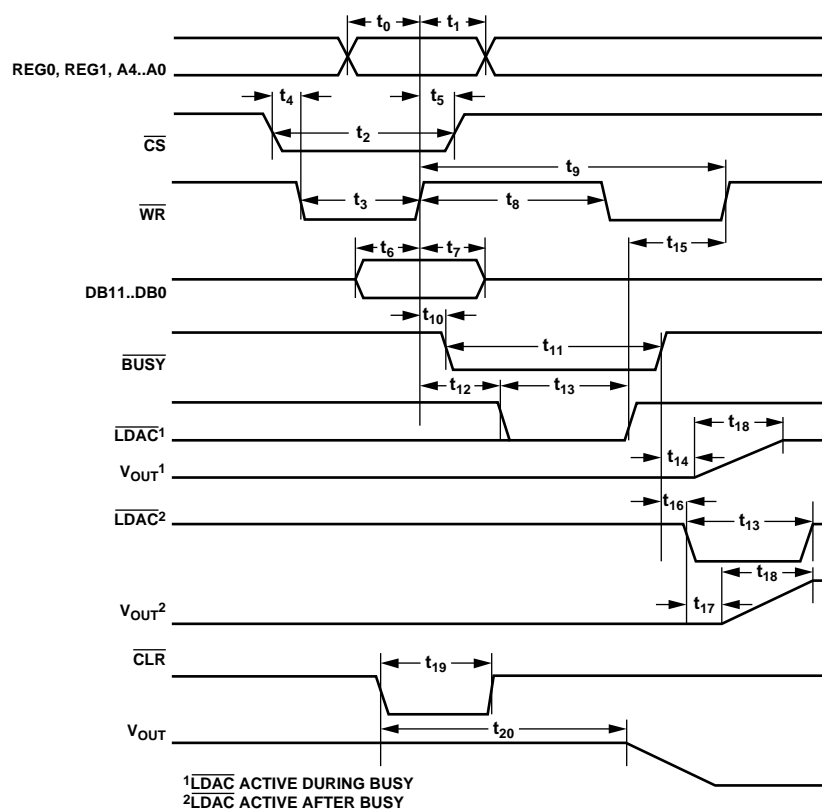 t0 t1
REG0, REG1, A4..A0
t4 t5
t2
CS
t9
WR
t3 t8
t15
t6 t7
DB11..DB0
t10
t11
BUSY
t12 t13
LDAC1
t18
t14
VOUT1
t16
LDAC2
t13
t18
t17
VOUT2
CLR
t19
VOUT
t20
1LDAC ACTIVE DURING BUSY
2LDAC ACTIVE AFTER BUSY